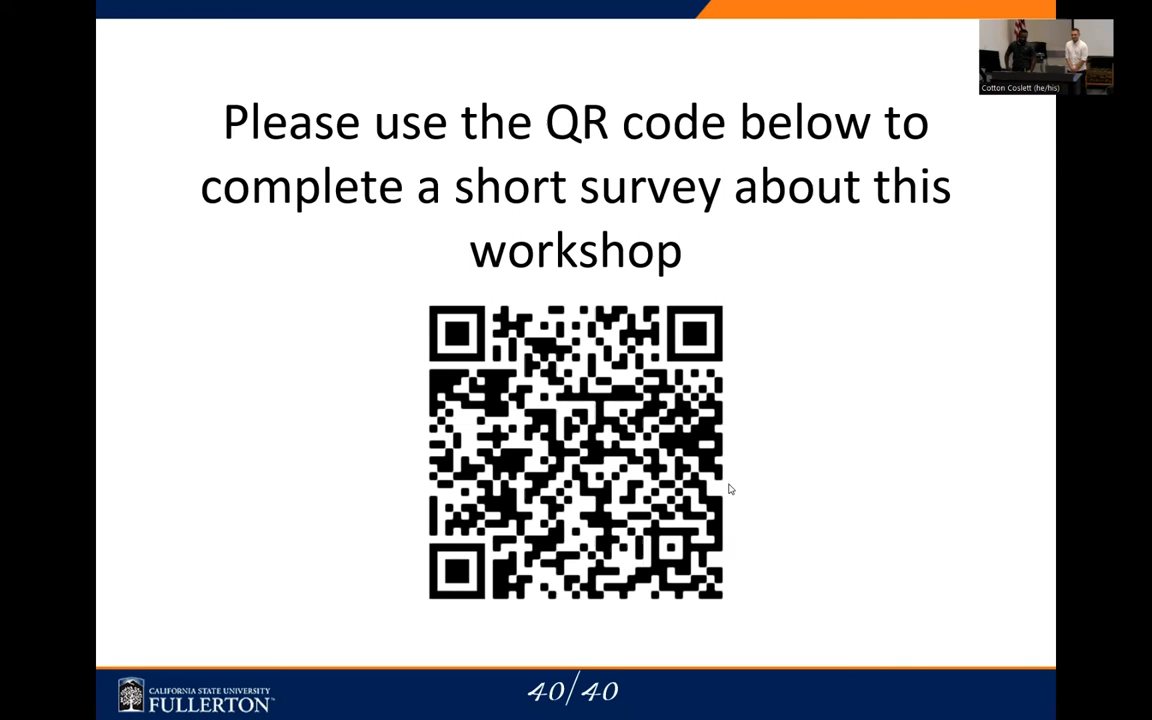 Cotton Coslett (he/his)
Please use the QR code below to
complete a short survey about this
workshop
CALIFORNIA STATE UNIVERSITY
FULLERTON™
40/40